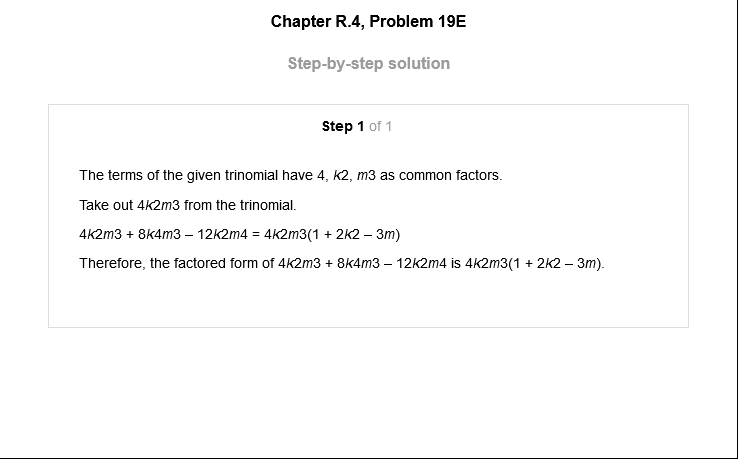 Chapter R.4, Problem 19E
Step-by-step solution
Step 1 of 1
The terms of the given trinomial have 4, k2, m3 as common factors.
Take out 4k2m3 from the trinomial.
4k2m3 + 8k4m3 – 12k2m4 = 4k2m3(1 + 2k2 – 3m)
Therefore, the factored form of 4k2m3 + 8k4m3 – 12k2m4 is 4k2m3(1 + 2k2 – 3m).